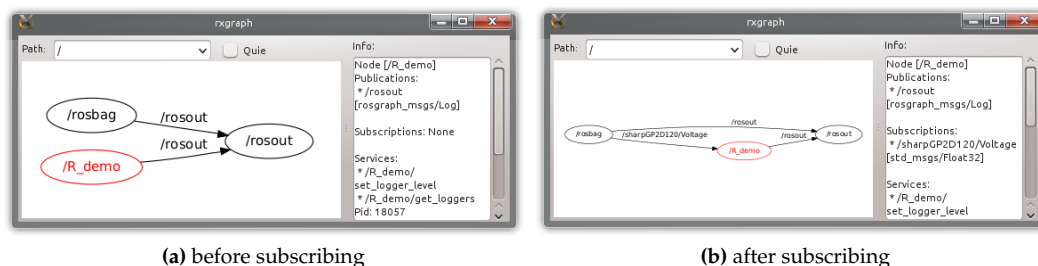 rxgraph
Path: / Quie
Info:
Node [/R_demo]
Publications:
* /rosout
[rosgraph_msgs/Log]
Subscriptions: None
Services:
* /R_demo/
set_logger_level
* /R_demo/get_loggers
Pid: 18057
/rosbag
/rosout
/rosout
/rosout
/R_demo
(a) before subscribing
rxgraph
Path: / Quie
Info:
Node [/R_demo]
Publications:
* /rosout
[rosgraph_msgs/Log]
Subscriptions:
* /sharpGP2D120/Voltage
[std_msgs/Float32]
Services:
* /R_demo/
set_logger_level
/rosout
/rosbag
/sharpGP2D120/Voltage
/rosout
/rosout
/R_demo
(b) after subscribing